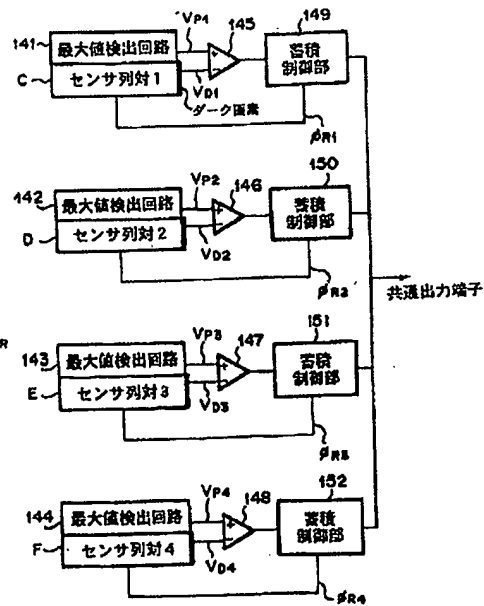 VP1
145
149
141
最大値検出回路
蓄積
制御部
C
センサ列対1
VD1
ダーク画素
φR1
VP2
146
150
142
最大値検出回路
蓄積
制御部
D
センサ列対2
VD2
φR2
共通出力端子
R
VP3
147
151
143
最大値検出回路
蓄積
制御部
E
センサ列対3
VD3
φR3
VP4
148
152
144
最大値検出回路
蓄積
制御部
F
センサ列対4
VD4
φR4